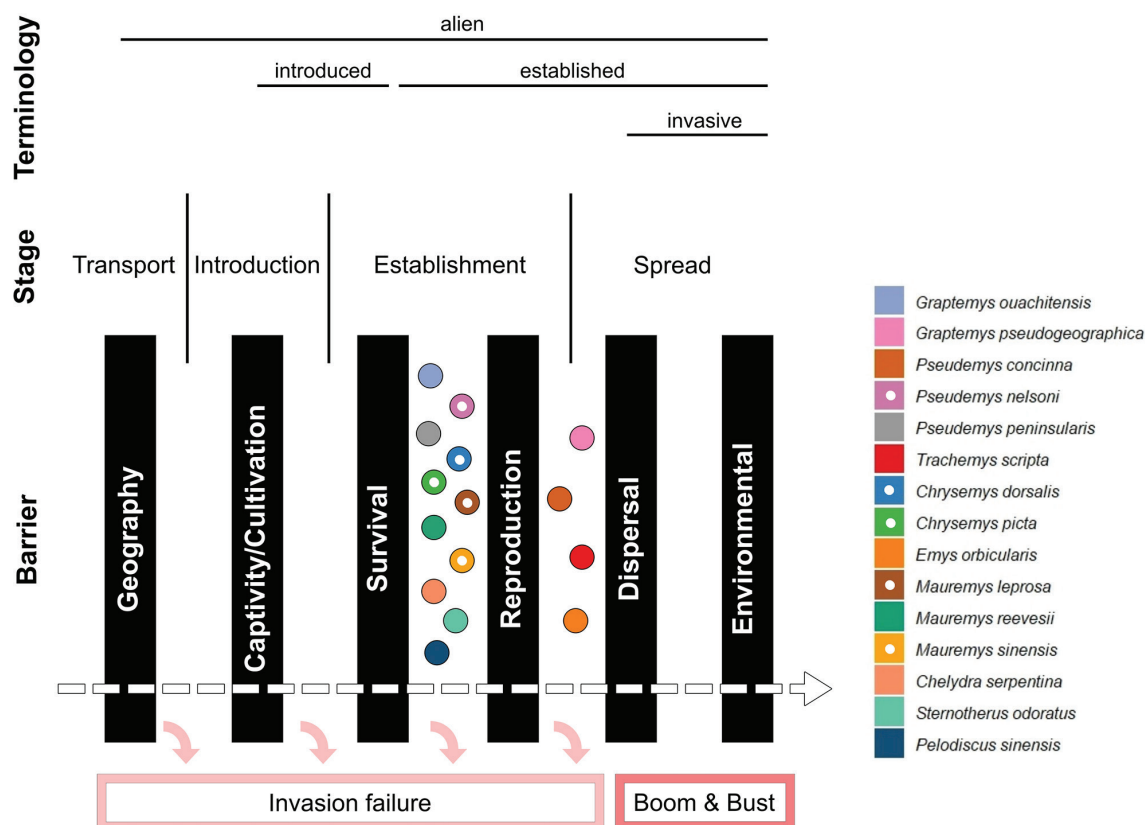 Terminology
alien
introduced
established
invasive
Stage
Transport
Introduction
Establishment
Spread
Barrier
Geography
Captivity/Cultivation
Survival
Reproduction
Dispersal
Environmental
Invasion failure
Boom & Bust
Graptemys ouachitensis
Graptemys pseudogeographica
Pseudemys concinna
Pseudemys nelsoni
Pseudemys peninsularis
Trachemys scripta
Chrysemys dorsalis
Chrysemys picta
Emys orbicularis
Mauremys leprosa
Mauremys reevesii
Mauremys sinensis
Chelydra serpentina
Sternotherus odoratus
Pelodiscus sinensis